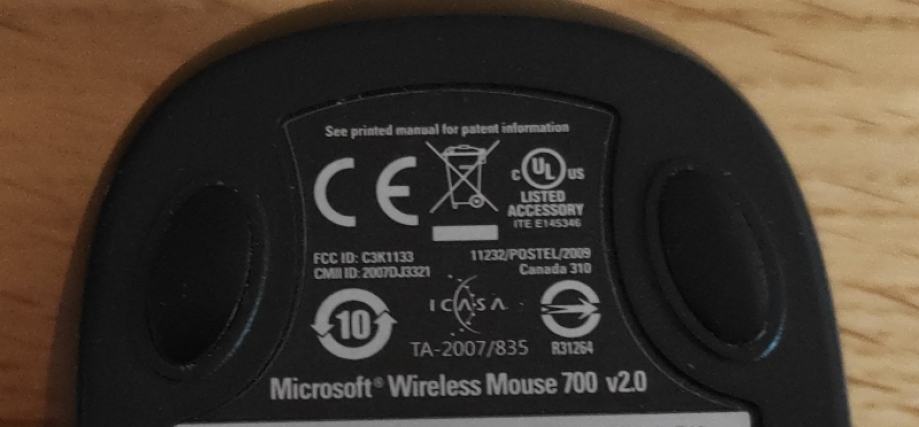 See printed manual for patent information
CE
C UL US
LISTED
ACCESSORY
ITE E145346
FCC ID: C3K1133
CMII ID: 2007DJ3321
11232/POSTEL/2009
Canada 310
10
ICASA
TA-2007/835
R31264
Microsoft® Wireless Mouse 700 v2.0